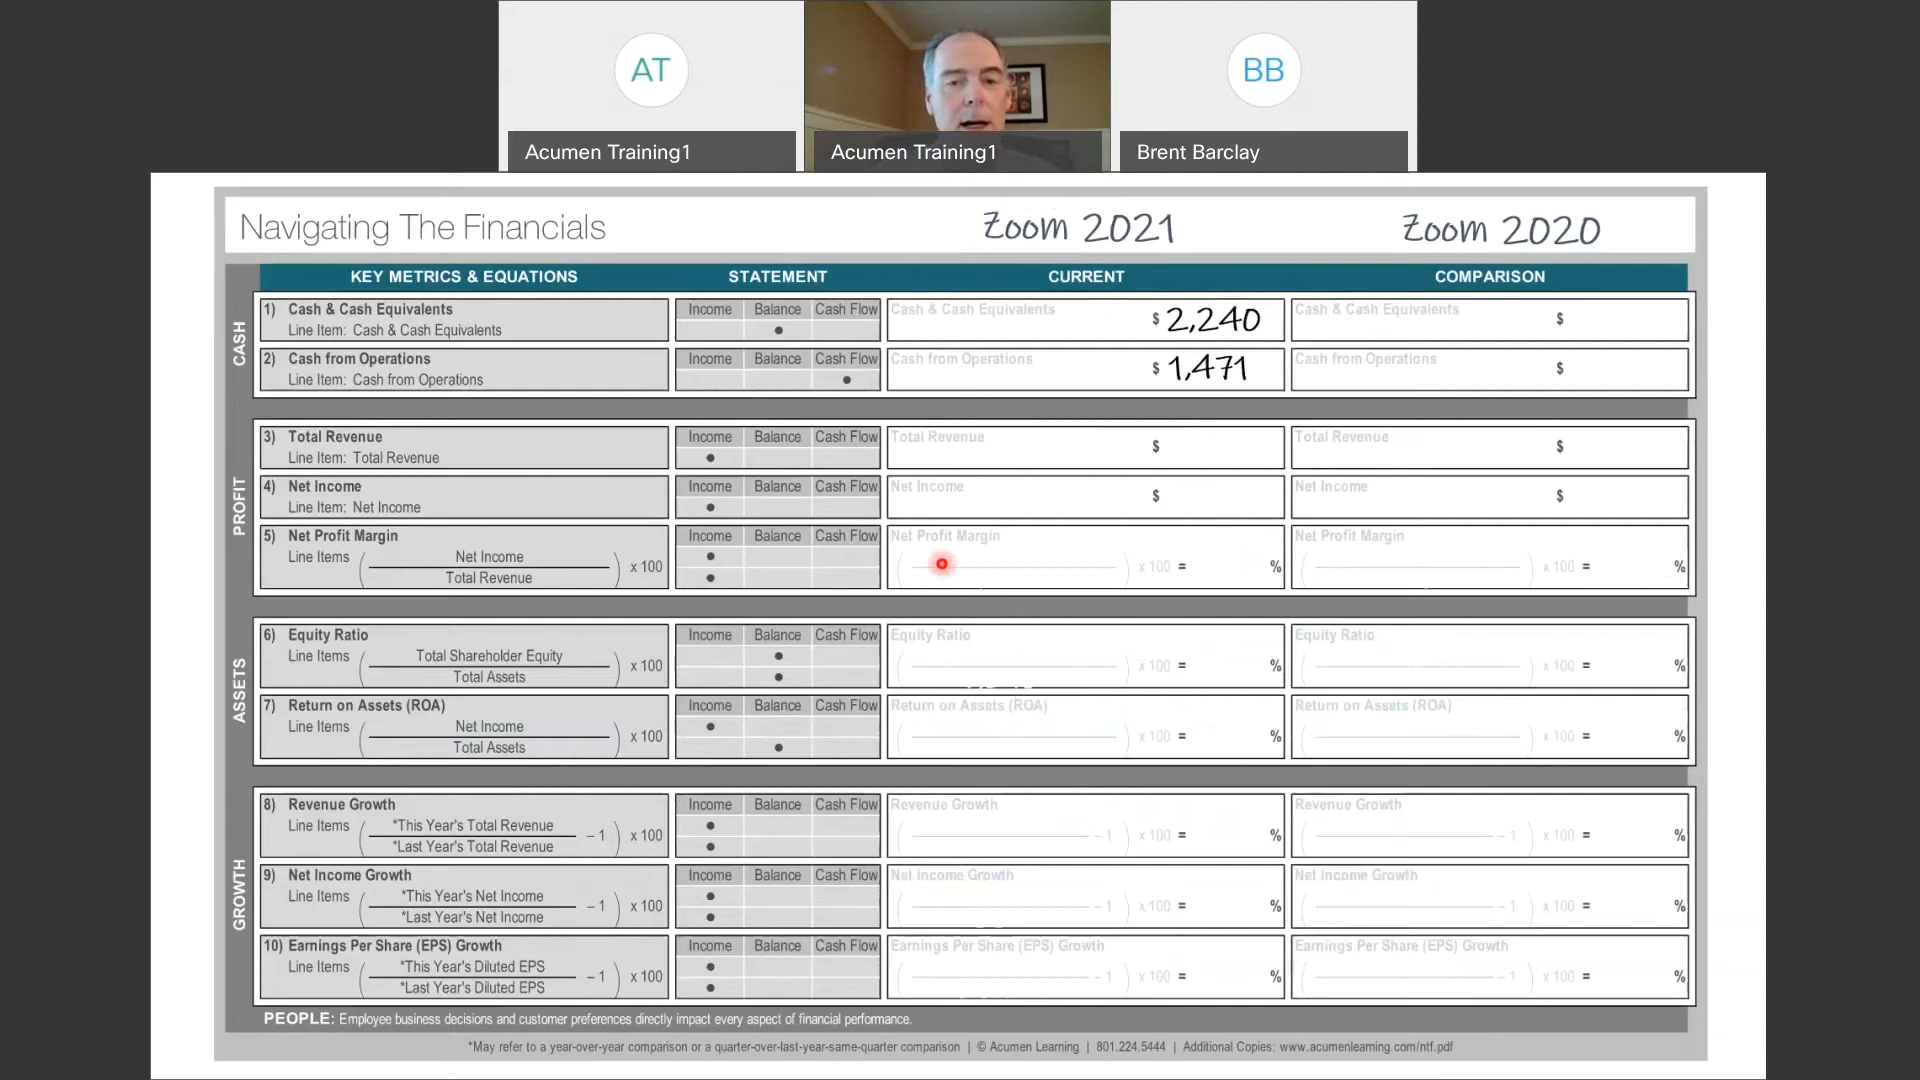 AT
BB
Acumen Training1
Acumen Training1
Brent Barclay
Navigating The Financials
Zoom 2021
Zoom 2020
KEY METRICS & EQUATIONS
STATEMENT
CURRENT
COMPARISON
CASH
1) Cash & Cash Equivalents
Line Item: Cash & Cash Equivalents
Income Balance Cash Flow
Cash & Cash Equivalents
$ 2,240
Cash & Cash Equivalents
$
2) Cash from Operations
Line Item: Cash from Operations
Income Balance Cash Flow
Cash from Operations
$ 1,471
Cash from Operations
$
PROFIT
3) Total Revenue
Line Item: Total Revenue
Income Balance Cash Flow
Total Revenue
$
Total Revenue
$
4) Net Income
Line Item: Net Income
Income Balance Cash Flow
Net Income
$
Net Income
$
5) Net Profit Margin
Line Items ( Net Income
Total Revenue ) x 100
Income Balance Cash Flow
Net Profit Margin
( ) x 100 = %
Net Profit Margin
( ) x 100 = %
ASSETS
6) Equity Ratio
Line Items ( Total Shareholder Equity
Total Assets ) x 100
Income Balance Cash Flow
Equity Ratio
( ) x 100 = %
Equity Ratio
( ) x 100 = %
7) Return on Assets (ROA)
Line Items ( Net Income
Total Assets ) x 100
Income Balance Cash Flow
Return on Assets (ROA)
( ) x 100 = %
Return on Assets (ROA)
( ) x 100 = %
GROWTH
8) Revenue Growth
Line Items ( *This Year's Total Revenue
*Last Year's Total Revenue – 1 ) x 100
Income Balance Cash Flow
Revenue Growth
( – 1 ) x 100 = %
Revenue Growth
( – 1 ) x 100 = %
9) Net Income Growth
Line Items ( *This Year's Net Income
*Last Year's Net Income – 1 ) x 100
Income Balance Cash Flow
Net Income Growth
( – 1 ) x 100 = %
Net Income Growth
( – 1 ) x 100 = %
10) Earnings Per Share (EPS) Growth
Line Items ( *This Year's Diluted EPS
*Last Year's Diluted EPS – 1 ) x 100
Income Balance Cash Flow
Earnings Per Share (EPS) Growth
( – 1 ) x 100 = %
Earnings Per Share (EPS) Growth
( – 1 ) x 100 = %
PEOPLE: Employee business decisions and customer preferences directly impact every aspect of financial performance.
*May refer to a year-over-year comparison or a quarter-over-last-year-same-quarter comparison | © Acumen Learning | 801.224.5444 | Additional Copies: www.acumenlearning.com/ntf.pdf